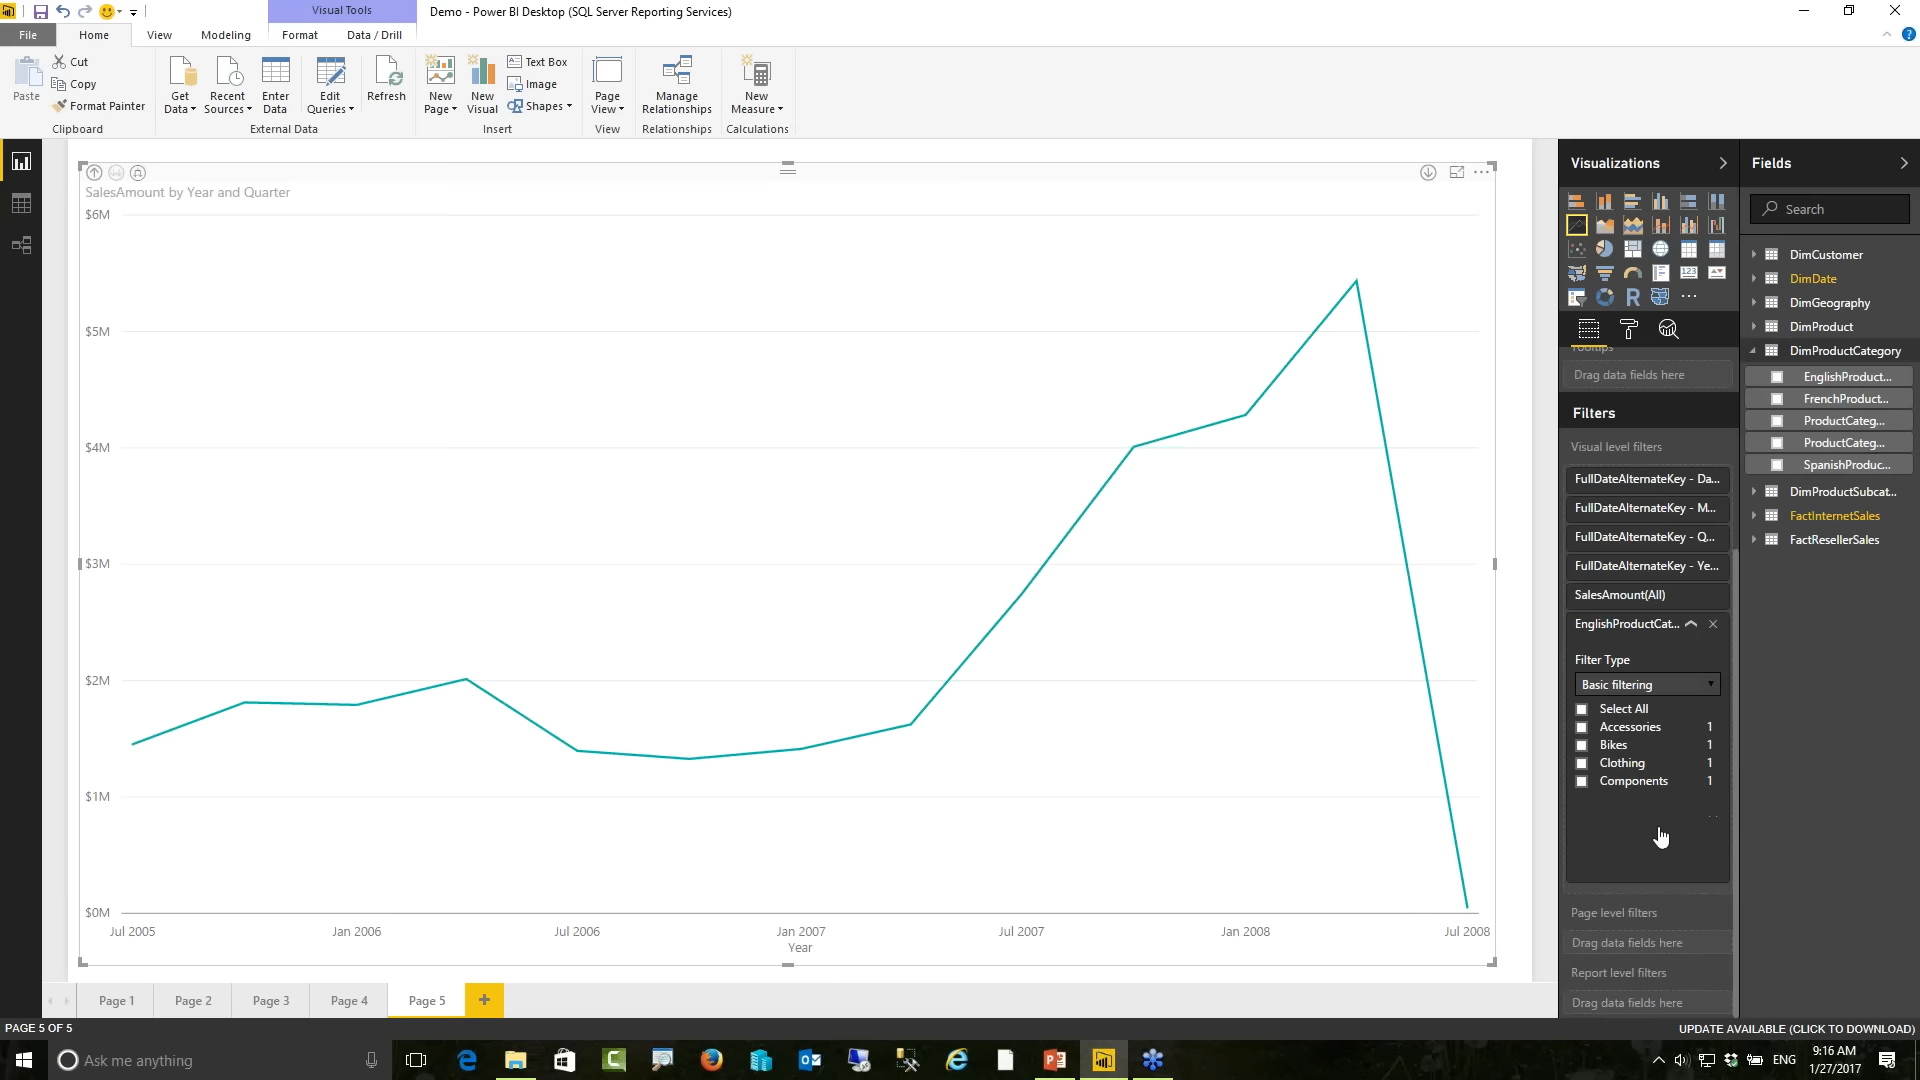 Visual Tools
Demo - Power BI Desktop (SQL Server Reporting Services)
File
Home
View
Modeling
Format
Data / Drill
Paste
Cut
Copy
Format Painter
Clipboard
Get Data
Recent Sources
Enter Data
Edit Queries
Refresh
External Data
New Page
New Visual
Text Box
Image
Shapes
Insert
Page View
View
Manage Relationships
Relationships
New Measure
Calculations
SalesAmount by Year and Quarter
$6M
$5M
$4M
$3M
$2M
$1M
$0M
Jul 2005
Jan 2006
Jul 2006
Jan 2007
Jul 2007
Jan 2008
Jul 2008
Year
Visualizations
R
123
Tooltips
Drag data fields here
Filters
Visual level filters
FullDateAlternateKey - Da...
FullDateAlternateKey - M...
FullDateAlternateKey - Q...
FullDateAlternateKey - Ye...
SalesAmount(All)
EnglishProductCat...
Filter Type
Basic filtering
Select All
Accessories 1
Bikes 1
Clothing 1
Components 1
Page level filters
Drag data fields here
Report level filters
Drag data fields here
Fields
Search
DimCustomer
DimDate
DimGeography
DimProduct
DimProductCategory
EnglishProduct...
FrenchProduct...
ProductCateg...
ProductCateg...
SpanishProduc...
DimProductSubcat...
FactInternetSales
FactResellerSales
Page 1
Page 2
Page 3
Page 4
Page 5
PAGE 5 OF 5
UPDATE AVAILABLE (CLICK TO DOWNLOAD)
Ask me anything
ENG
9:16 AM
1/27/2017